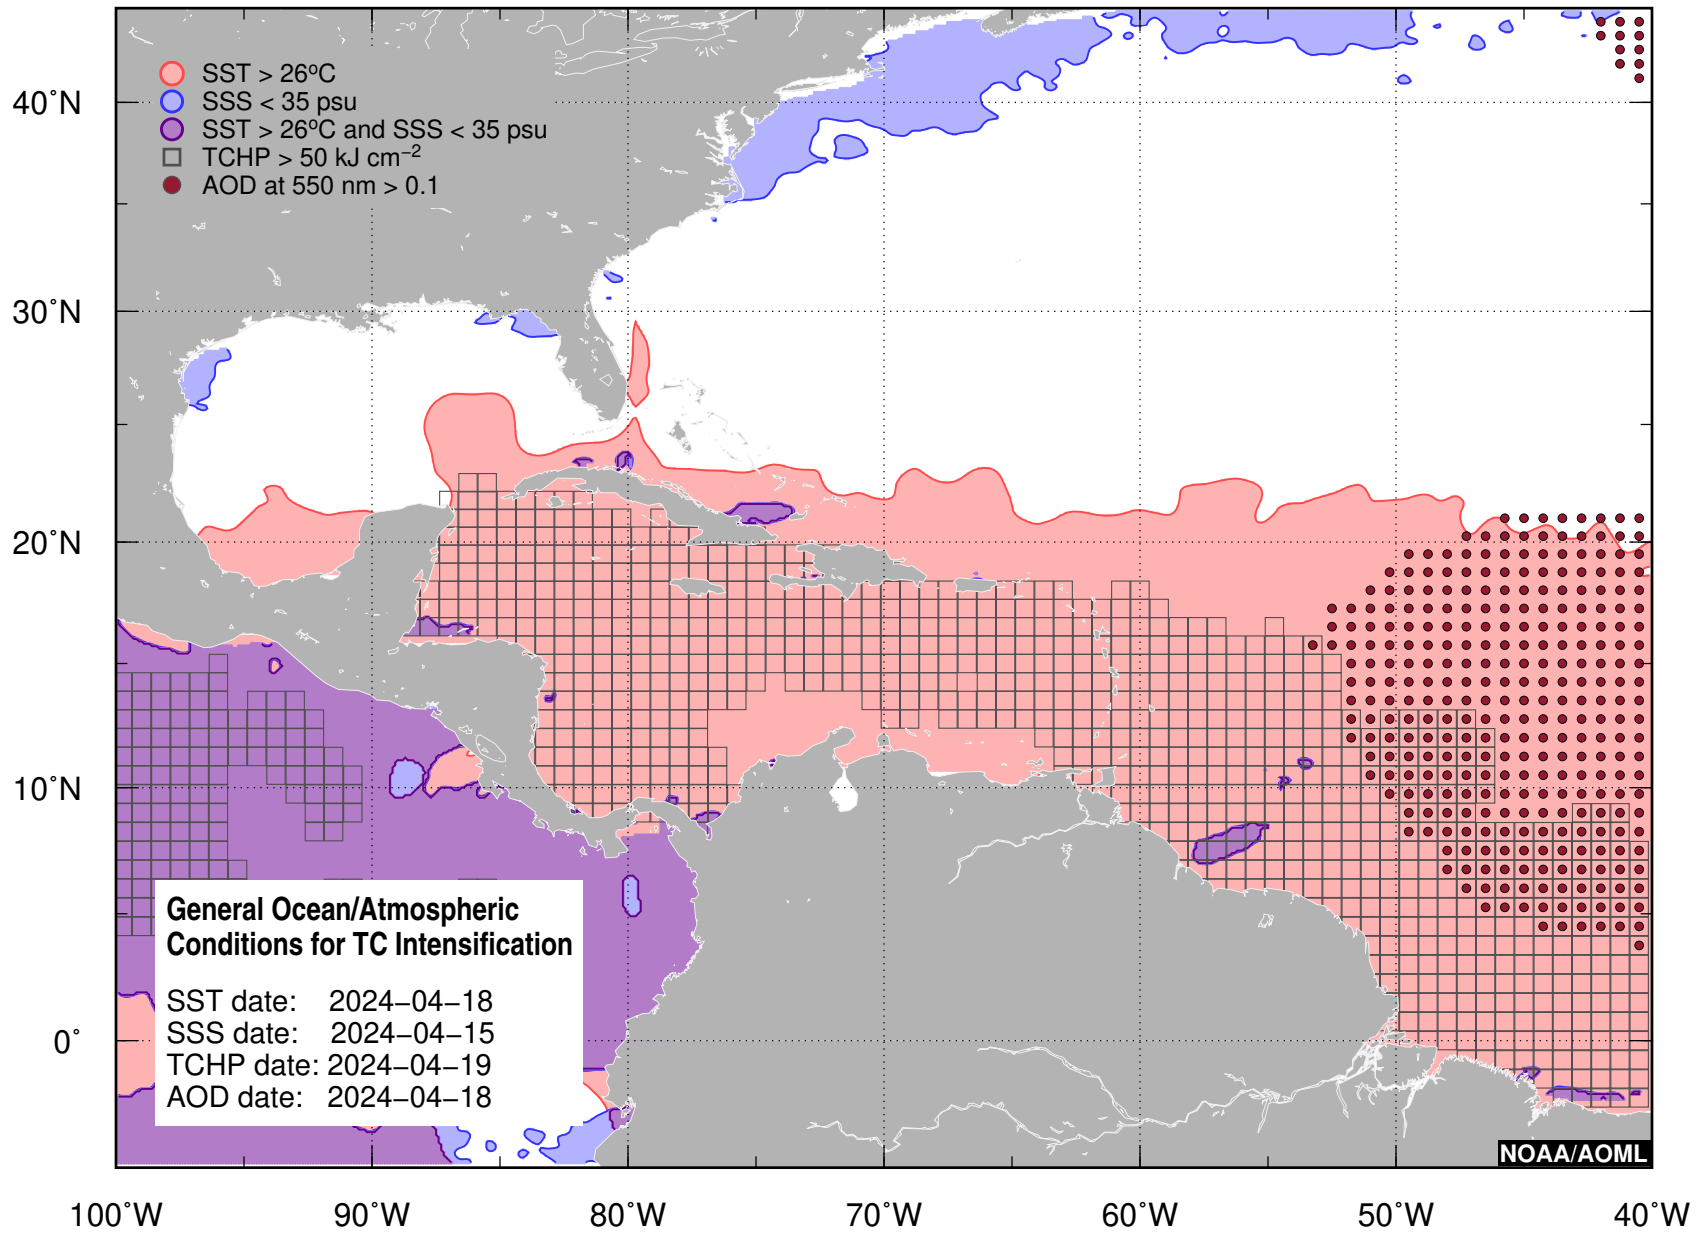 SST > 26°C
SSS < 35 psu
SST > 26°C and SSS < 35 psu
TCHP > 50 kJ cm⁻²
AOD at 550 nm > 0.1
40°N
30°N
20°N
10°N
0°
General Ocean/Atmospheric
Conditions for TC Intensification
SST date: 2024-04-18
SSS date: 2024-04-15
TCHP date: 2024-04-19
AOD date: 2024-04-18
NOAA/AOML
100°W 90°W 80°W 70°W 60°W 50°W 40°W